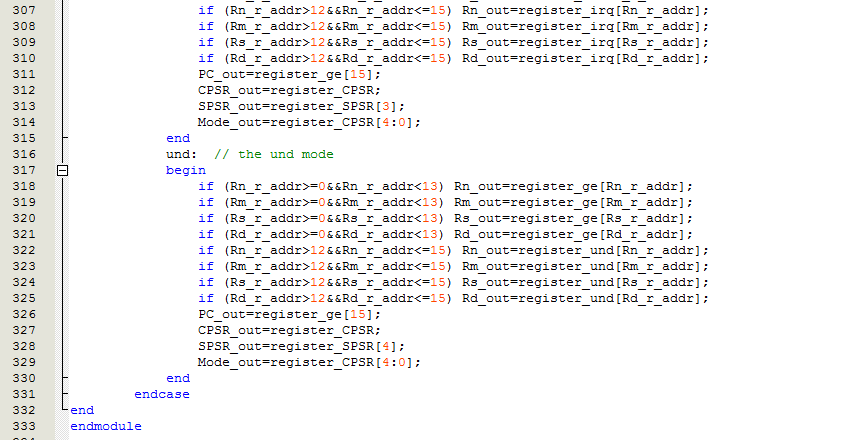 307 if (Rn_r_addr>12&&Rn_r_addr<=15) Rn_out=register_irq[Rn_r_addr];
308 if (Rm_r_addr>12&&Rm_r_addr<=15) Rm_out=register_irq[Rm_r_addr];
309 if (Rs_r_addr>12&&Rs_r_addr<=15) Rs_out=register_irq[Rs_r_addr];
310 if (Rd_r_addr>12&&Rd_r_addr<=15) Rd_out=register_irq[Rd_r_addr];
311 PC_out=register_ge[15];
312 CPSR_out=register_CPSR;
313 SPSR_out=register_SPSR[3];
314 Mode_out=register_CPSR[4:0];
315 end
316 und: // the und mode
317 begin
318 if (Rn_r_addr>=0&&Rn_r_addr<13) Rn_out=register_ge[Rn_r_addr];
319 if (Rm_r_addr>=0&&Rm_r_addr<13) Rm_out=register_ge[Rm_r_addr];
320 if (Rs_r_addr>=0&&Rs_r_addr<13) Rs_out=register_ge[Rs_r_addr];
321 if (Rd_r_addr>=0&&Rd_r_addr<13) Rd_out=register_ge[Rd_r_addr];
322 if (Rn_r_addr>12&&Rn_r_addr<=15) Rn_out=register_und[Rn_r_addr];
323 if (Rm_r_addr>12&&Rm_r_addr<=15) Rm_out=register_und[Rm_r_addr];
324 if (Rs_r_addr>12&&Rs_r_addr<=15) Rs_out=register_und[Rs_r_addr];
325 if (Rd_r_addr>12&&Rd_r_addr<=15) Rd_out=register_und[Rd_r_addr];
326 PC_out=register_ge[15];
327 CPSR_out=register_CPSR;
328 SPSR_out=register_SPSR[4];
329 Mode_out=register_CPSR[4:0];
330 end
331 endcase
332 end
333 endmodule